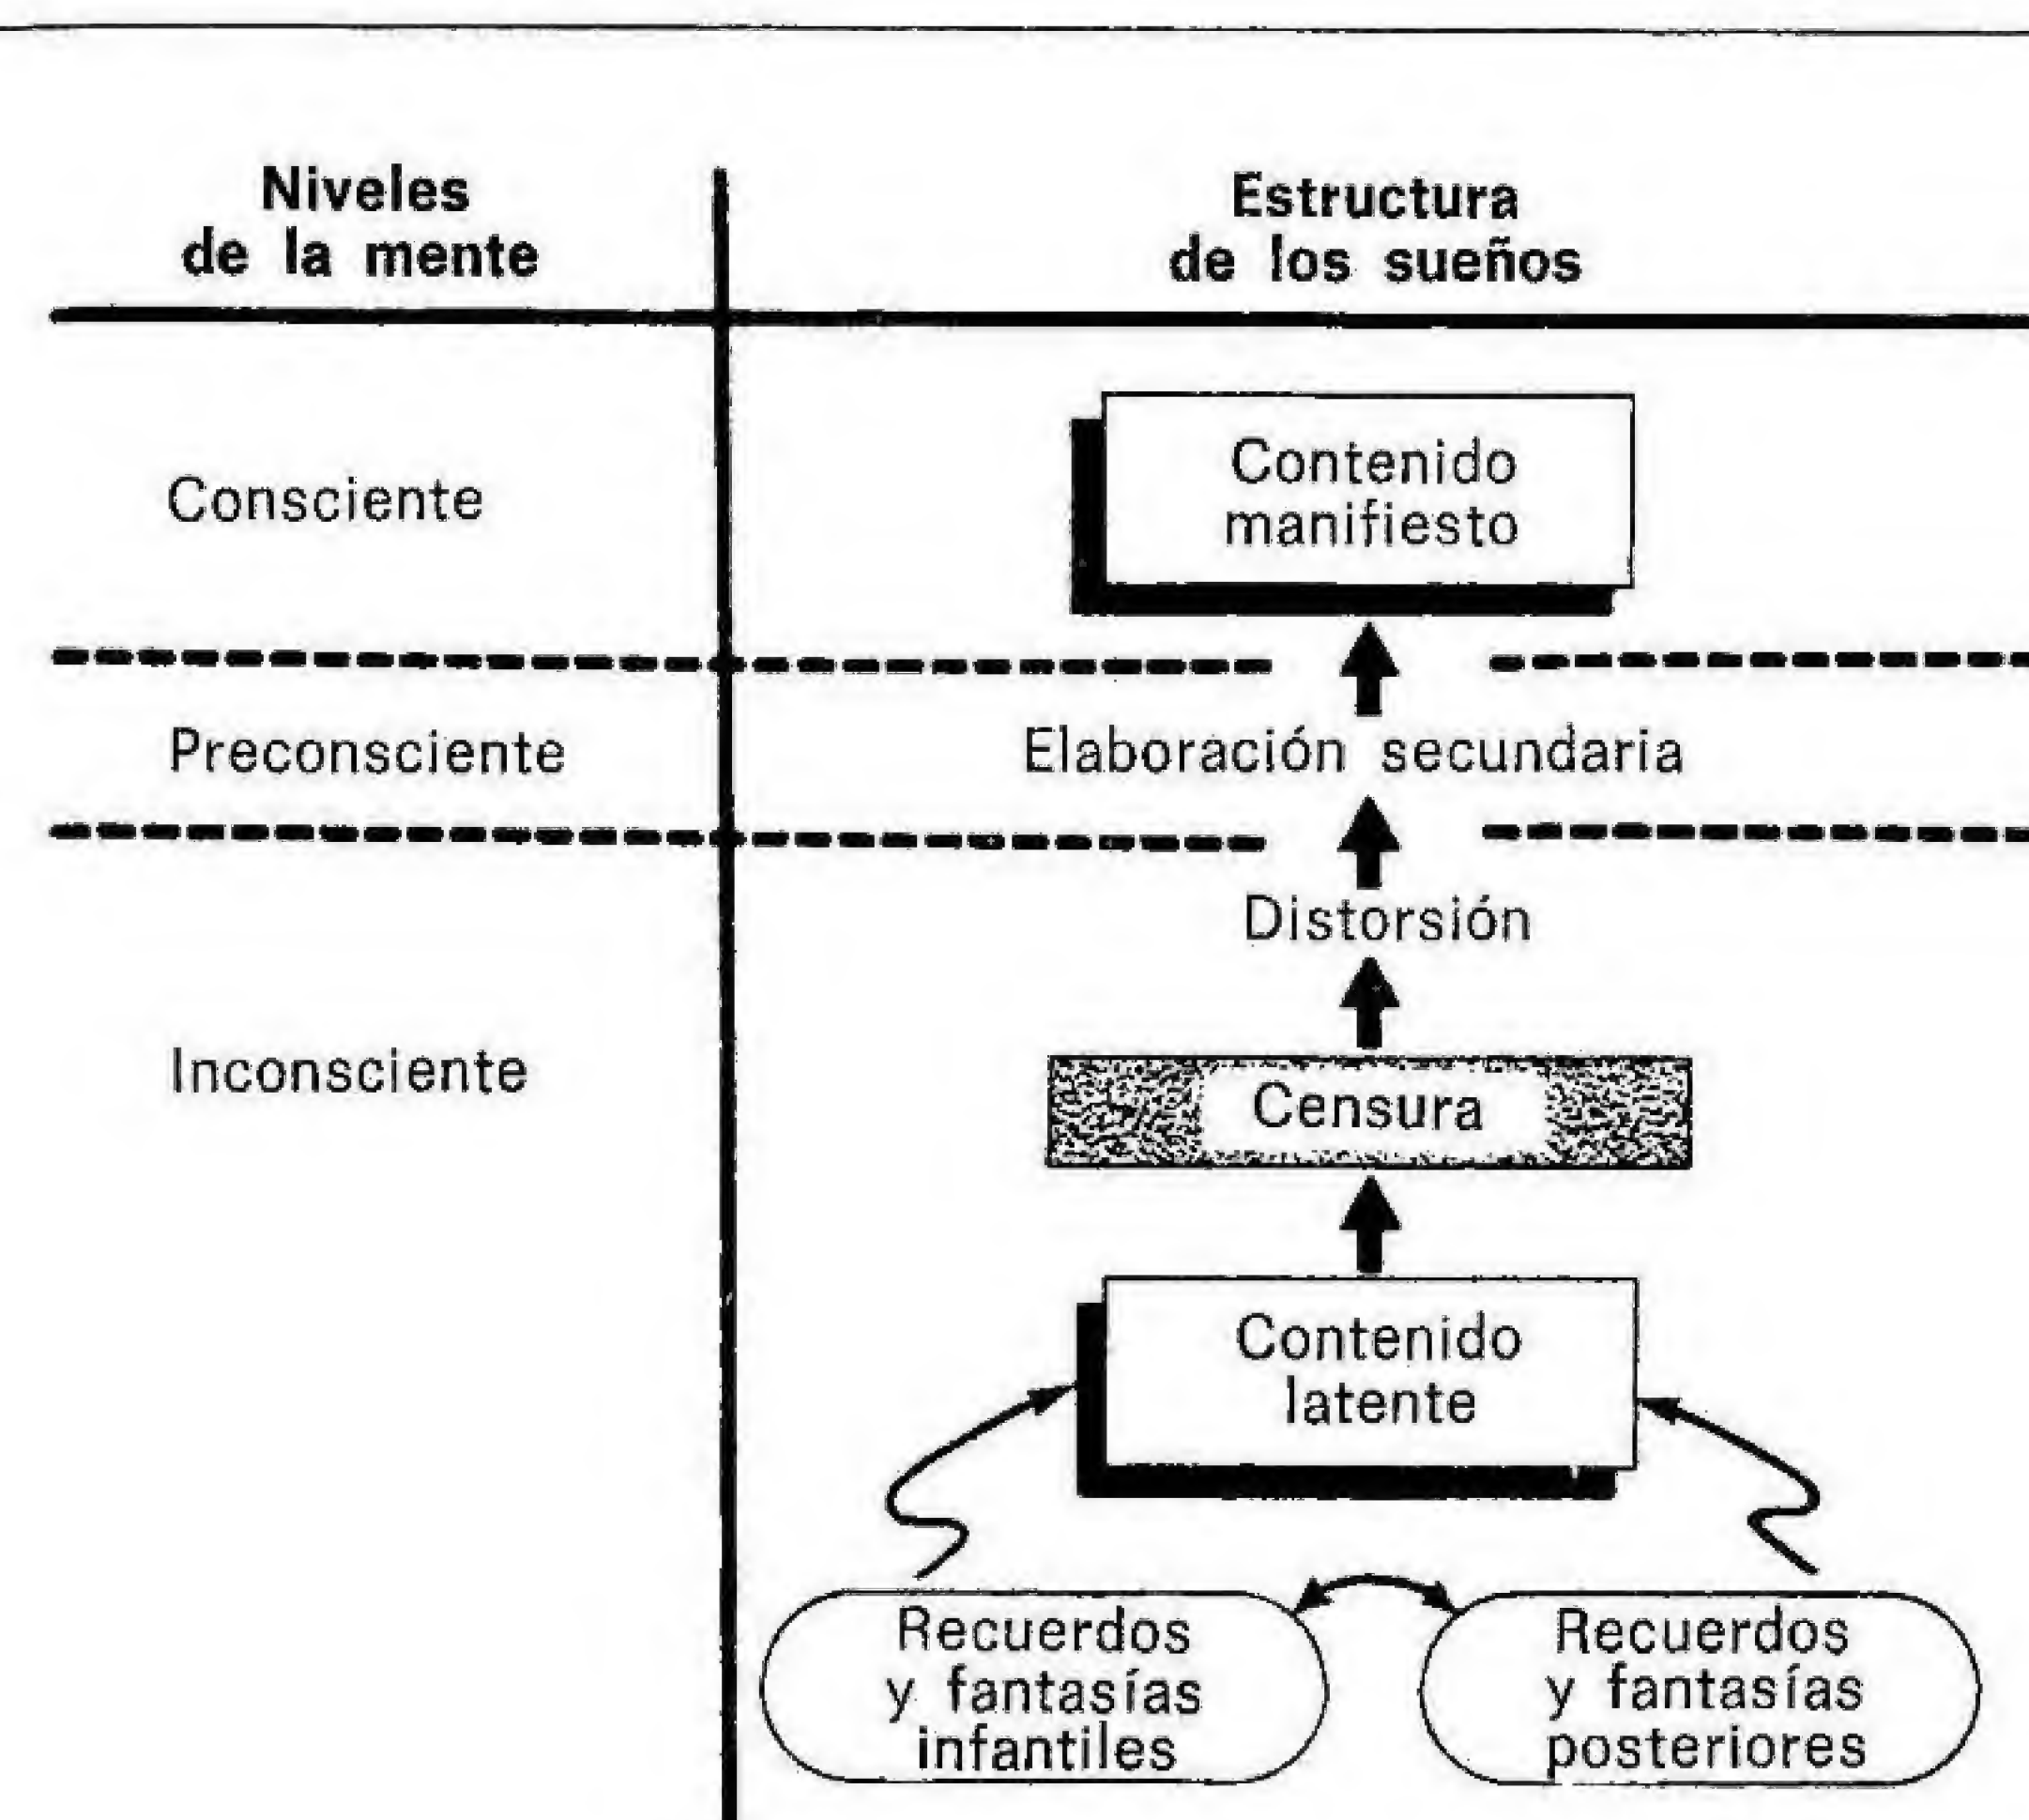 Niveles
de la mente
Estructura
de los sueños
Consciente
Contenido
manifiesto
Preconsciente
Elaboración secundaria
Distorsión
Inconsciente
Censura
Contenido
latente
Recuerdos
y fantasías
infantiles
Recuerdos
y fantasías
posteriores